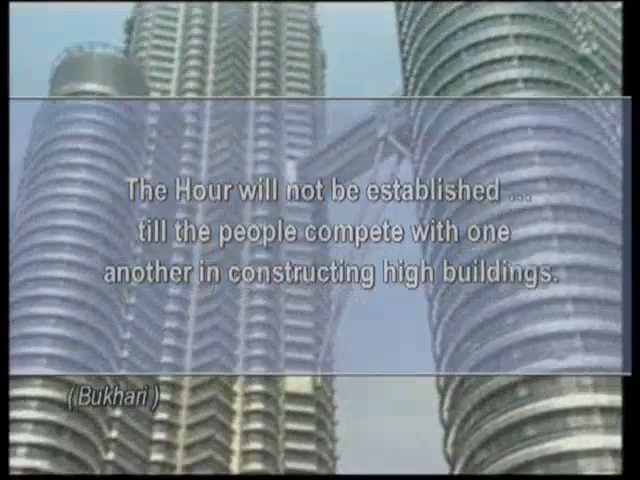 The Hour will not be established ...
till the people compete with one
another in constructing high buildings.
(Bukhari)